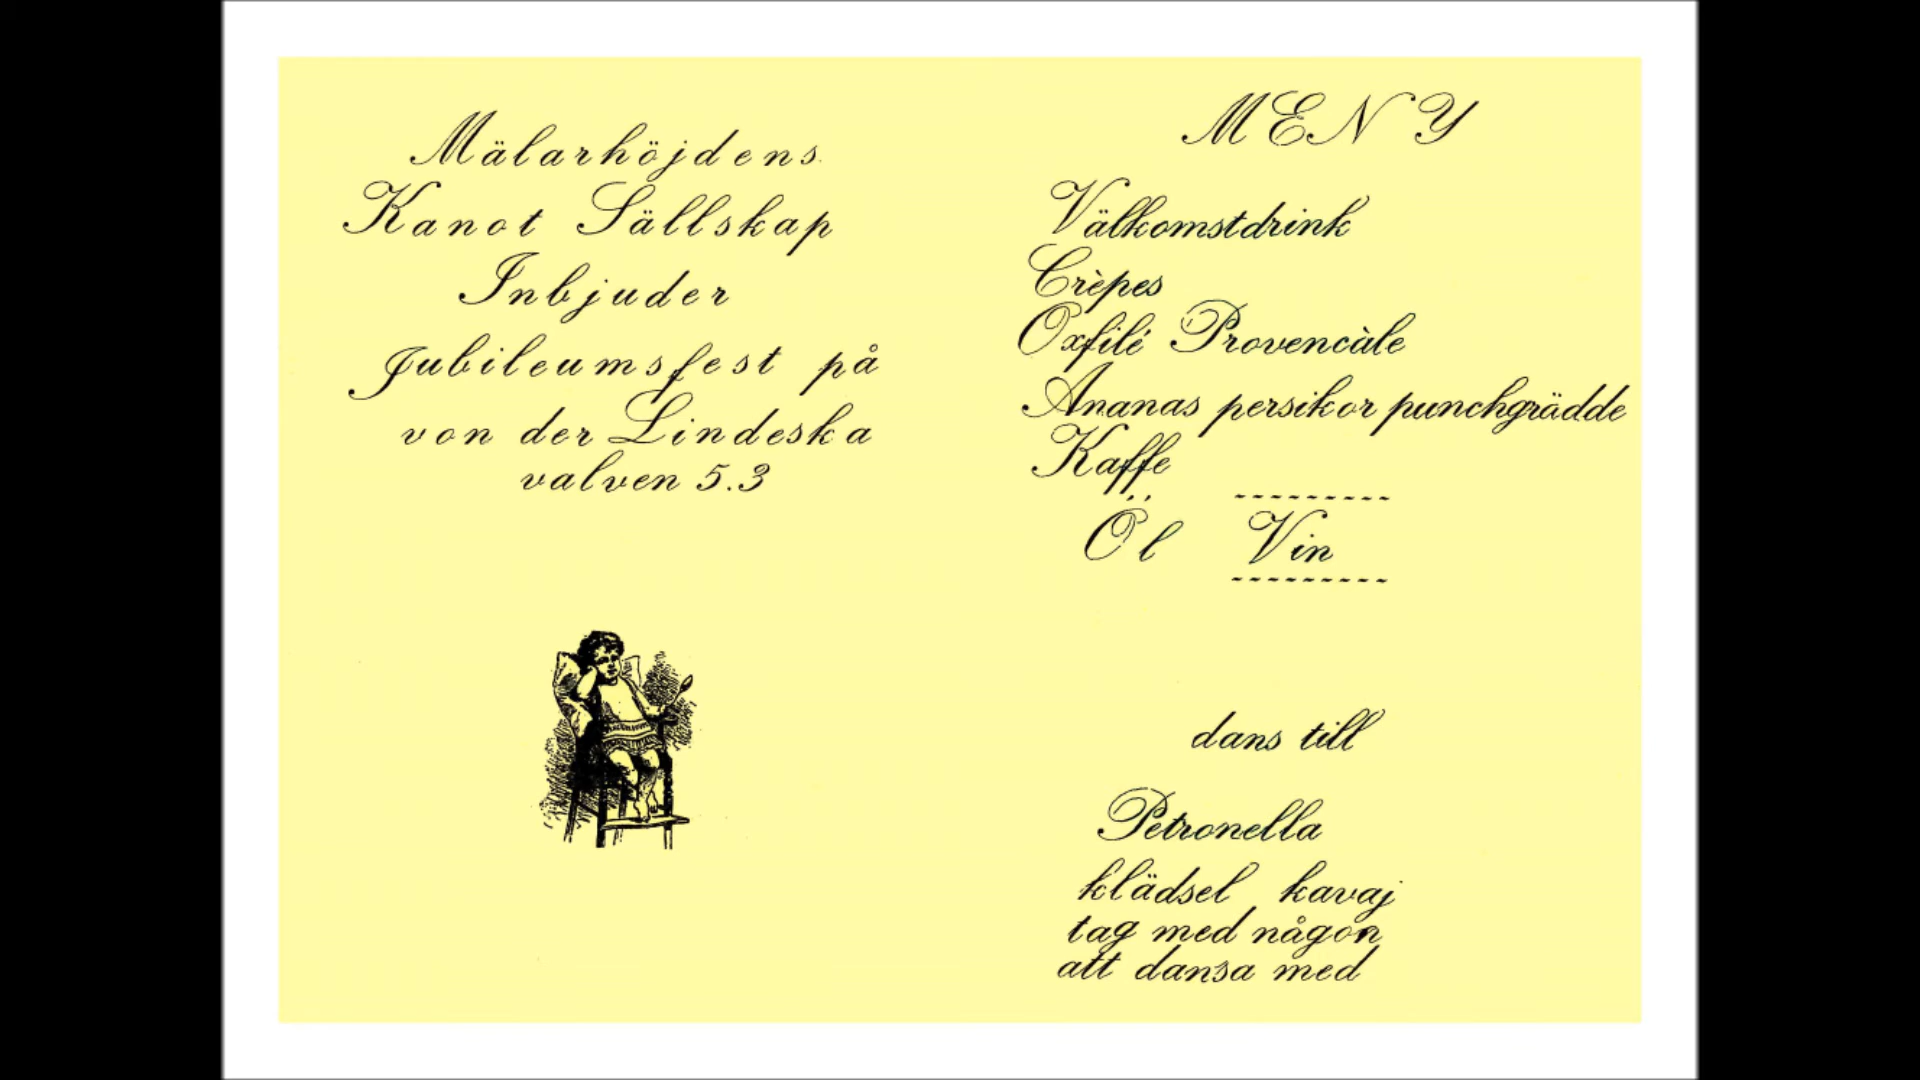 Mälarhöjdens
Kanot Sällskap
Inbjuder
Jubileumsfest på
von der Lindeska
valven 5.3
MENY
Välkomstdrink
Crèpes
Oxfilé Provencàle
Ananas persikor punchgrädde
Kaffe
Öl Vin
dans till
Petronella
klädsel kavaj
tag med någon
att dansa med